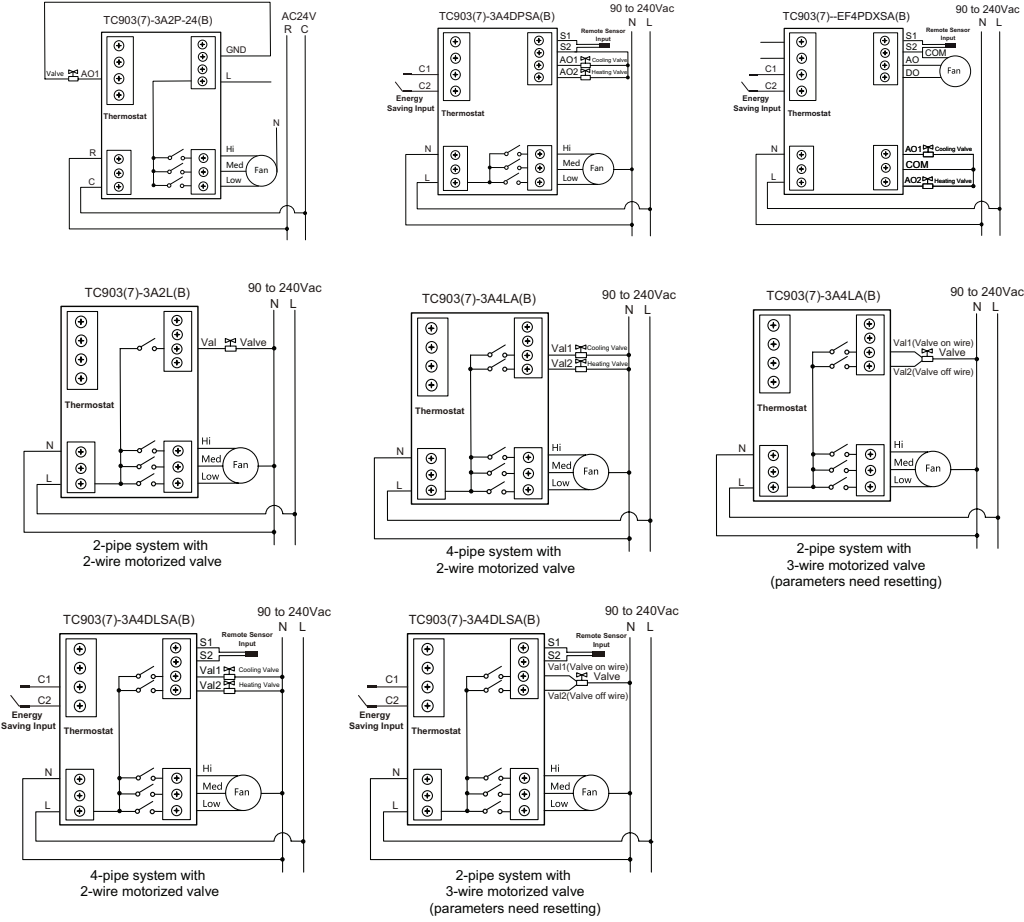 TC903(7)-3A2P-24(B)
AC24V
R C
GND
Valve AO1
L
Thermostat
N
R
Hi
Med
Fan
C
Low
90 to 240Vac
TC903(7)-3A4DPSA(B)
N L
Remote Sensor
Input
S1
S2
AO1 Cooling Valve
AO2 Heating Valve
C1
C2
Energy
Saving Input
Thermostat
N
Hi
Med
Fan
L
Low
90 to 240Vac
TC903(7)--EF4PDXSA(B)
N L
Remote Sensor
Input
S1
S2
COM
AO
DO
Fan
C1
C2
Energy
Saving Input
Thermostat
N
AO1 Cooling Valve
COM
L
AO2 Heating Valve
90 to 240Vac
TC903(7)-3A2L(B)
N L
Val Valve
Thermostat
N
Hi
Med
Fan
L
Low
2-pipe system with
2-wire motorized valve
TC903(7)-3A4LA(B)
90 to 240Vac
N L
Val1 Cooling Valve
Val2 Heating Valve
Thermostat
N
Hi
Med
Fan
L
Low
4-pipe system with
2-wire motorized valve
TC903(7)-3A4LA(B)
90 to 240Vac
N L
Val1(Valve on wire)
Valve
Val2(Valve off wire)
Thermostat
N
Hi
Med
Fan
L
Low
2-pipe system with
3-wire motorized valve
(parameters need resetting)
90 to 240Vac
TC903(7)-3A4DLSA(B)
N L
Remote Sensor
Input
S1
S2
Val1 Cooling Valve
Val2 Heating Valve
C1
C2
Energy
Saving Input
Thermostat
N
Hi
Med
Fan
L
Low
4-pipe system with
2-wire motorized valve
90 to 240Vac
TC903(7)-3A4DLSA(B)
N L
Remote Sensor
Input
S1
S2
Val1(Valve on wire)
Valve
Val2(Valve off wire)
C1
C2
Energy
Saving Input
Thermostat
N
Hi
Med
Fan
L
Low
2-pipe system with
3-wire motorized valve
(parameters need resetting)